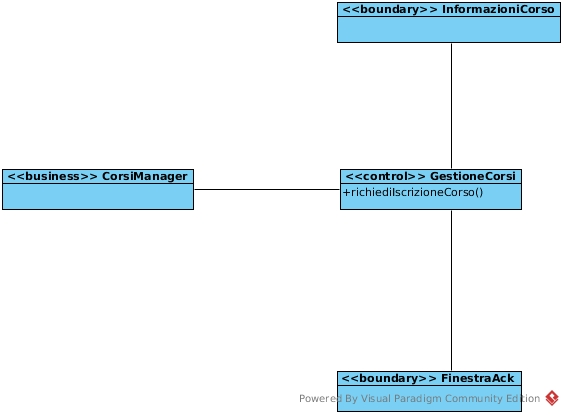 <<boundary>> InformazioniCorso
<<business>> CorsiManager
<<control>> GestioneCorsi
+richiediIscrizioneCorso()
<<boundary>> FinestraAck
Powered By Visual Paradigm Community Edition